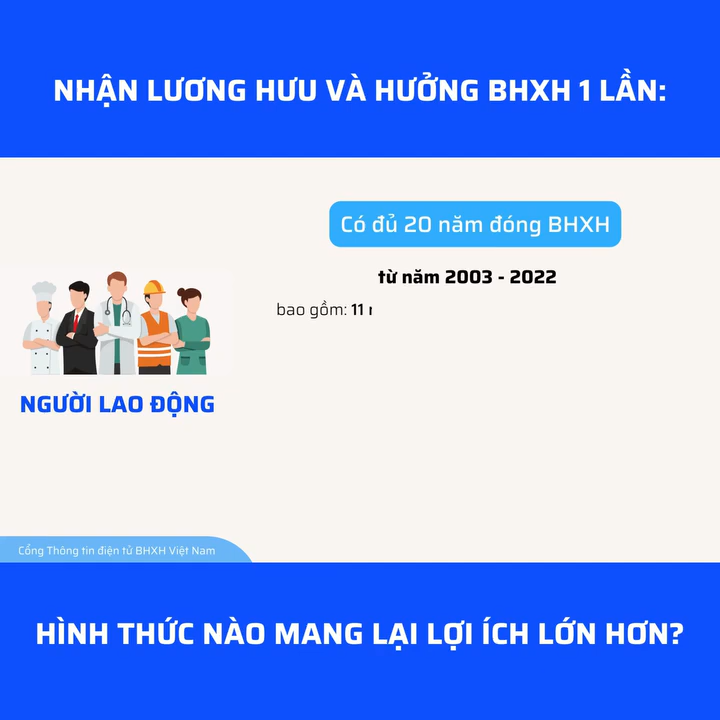 NHẬN LƯƠNG HƯU VÀ HƯỞNG BHXH 1 LẦN:
Có đủ 20 năm đóng BHXH
từ năm 2003 - 2022
bao gồm: 11
NGƯỜI LAO ĐỘNG
Cổng Thông tin điện tử BHXH Việt Nam
HÌNH THỨC NÀO MANG LẠI LỢI ÍCH LỚN HƠN?